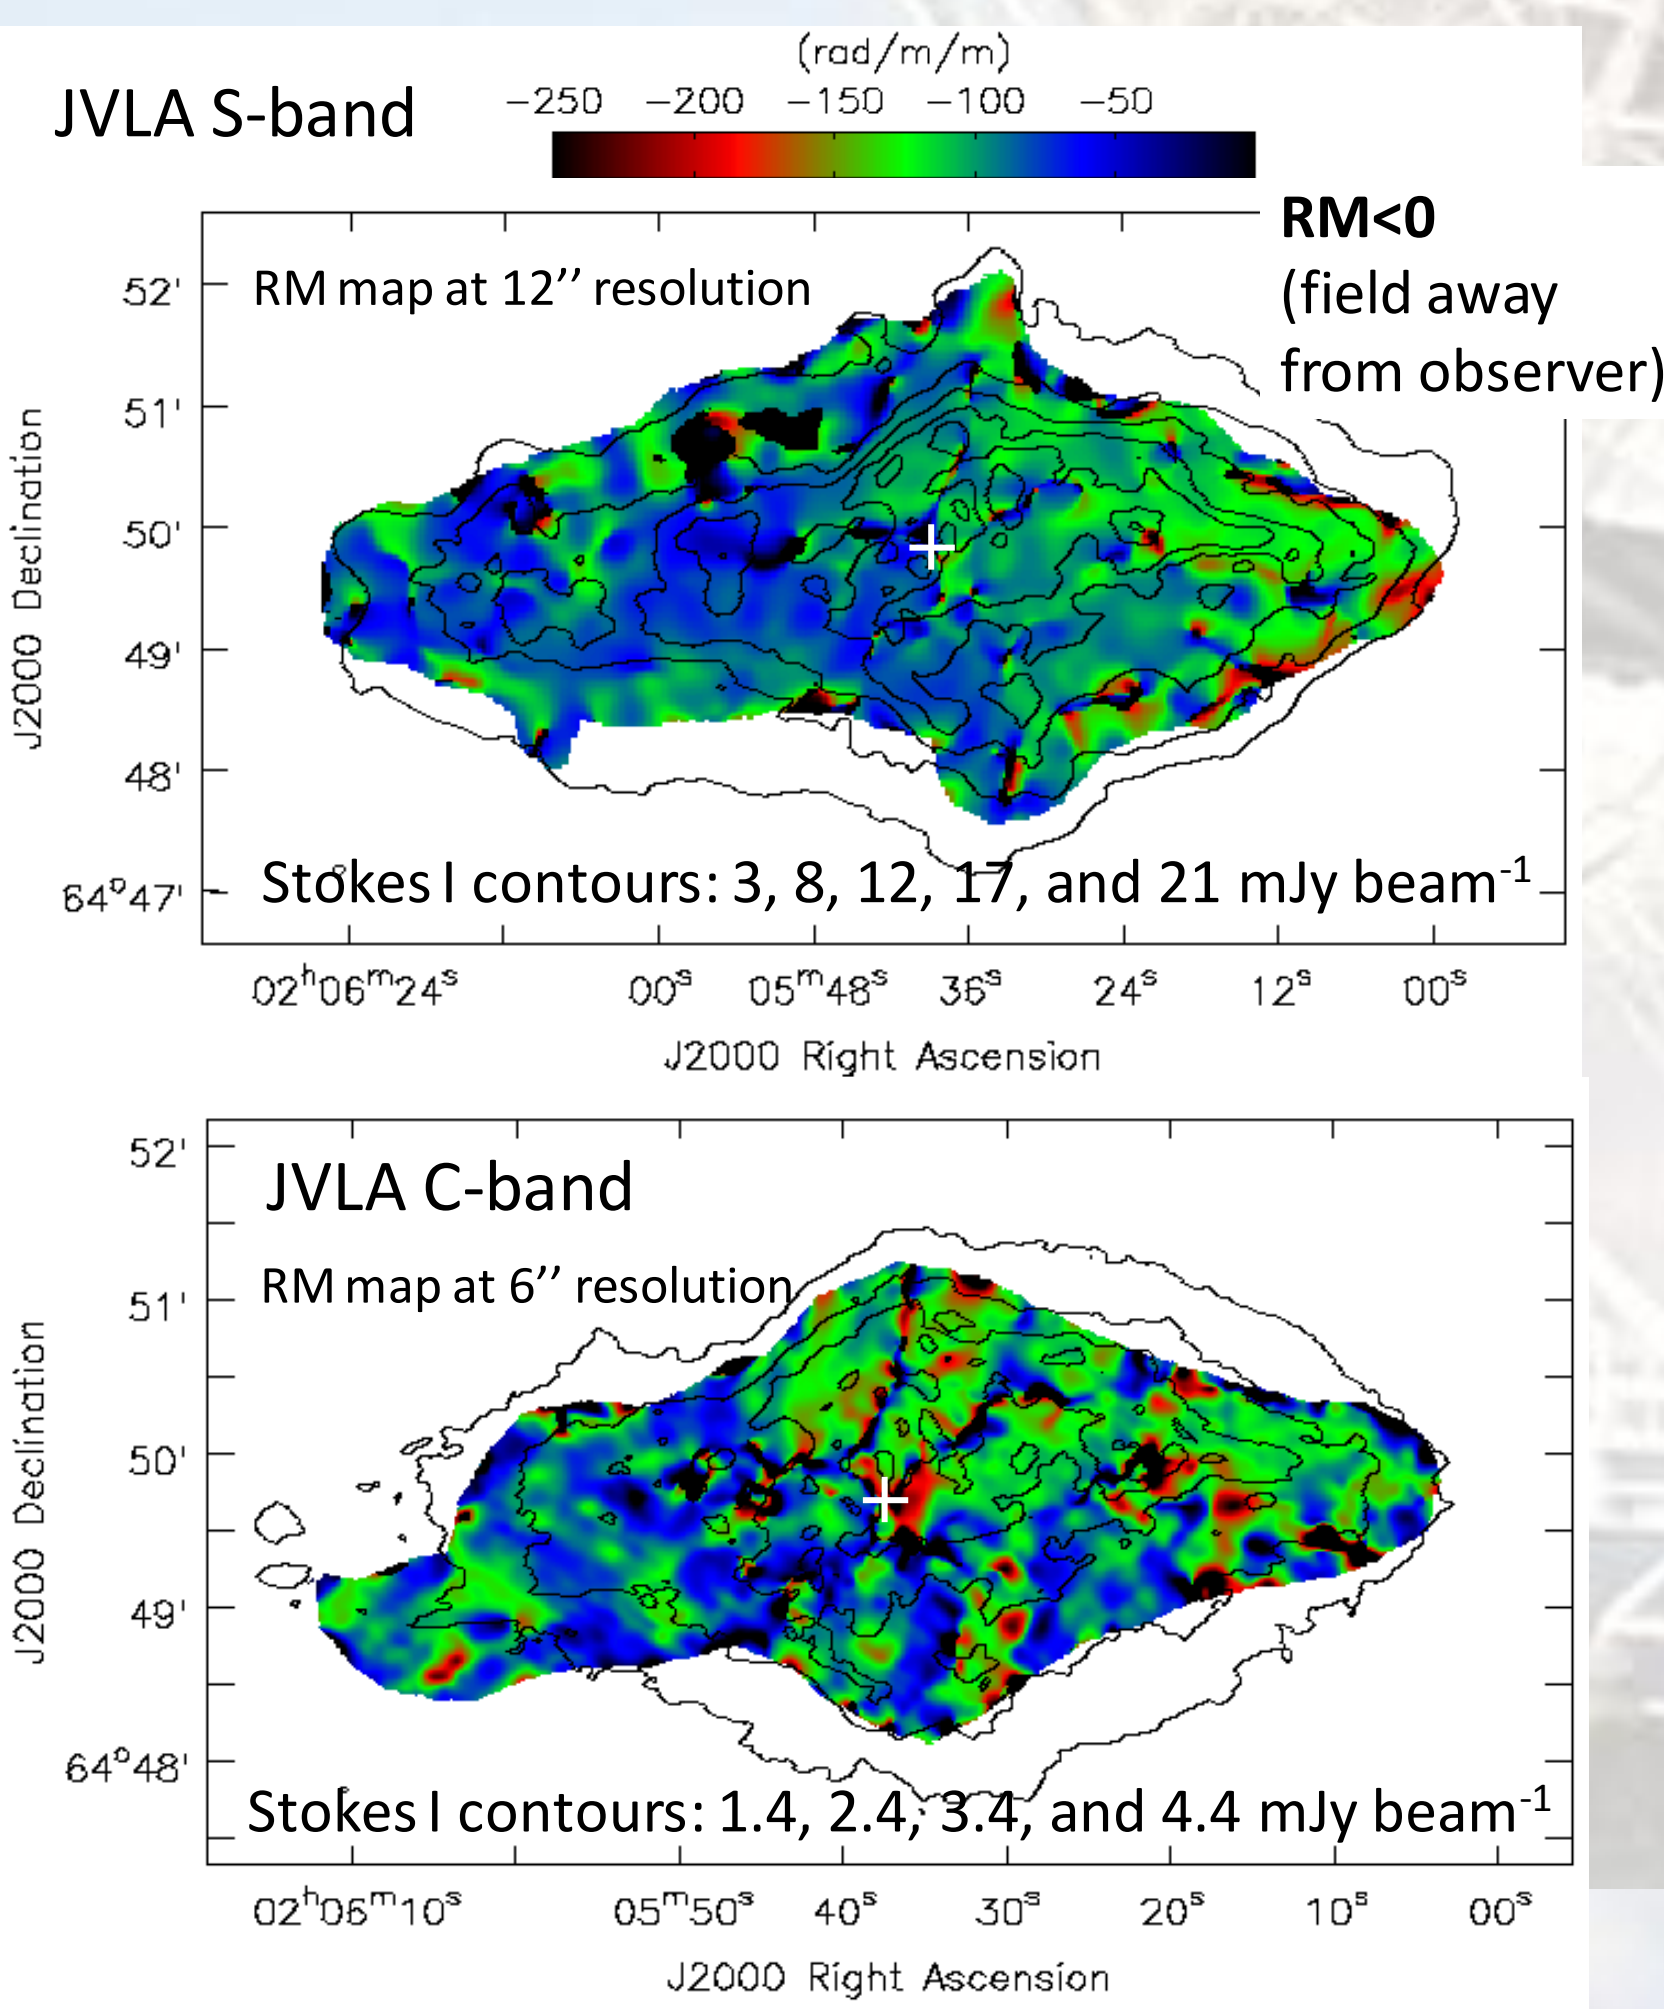 (rad/m/m)
JVLA S-band
−250 −200 −150 −100 −50
RM<0
(field away
from observer)
RM map at 12’’ resolution
52'
51'
50'
49'
48'
64°47'
J2000 Declination
Stokes I contours: 3, 8, 12, 17, and 21 mJy beam-1
02h06m24s 00s 05m48s 36s 24s 12s 00s
J2000 Right Ascension
JVLA C-band
RM map at 6’’ resolution
52'
51'
50'
49'
64°48'
J2000 Declination
Stokes I contours: 1.4, 2.4, 3.4, and 4.4 mJy beam-1
02h06m10s 05m50s 40s 30s 20s 10s 00s
J2000 Right Ascension